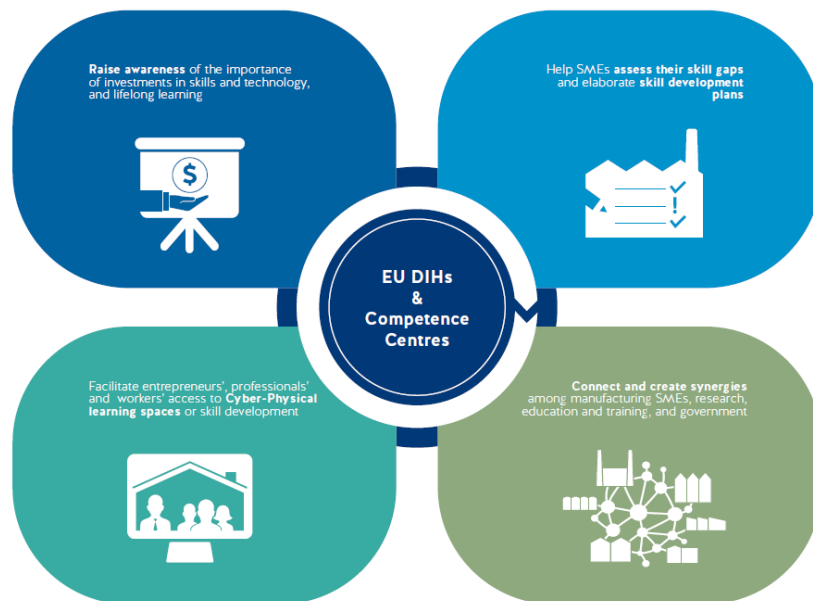 Raise awareness of the importance
of investments in skills and technology,
and lifelong learning
$
Help SMEs assess their skill gaps
and elaborate skill development
plans
!
EU DIHs
&
Competence
Centres
Facilitate entrepreneurs', professionals'
and workers' access to Cyber-Physical
learning spaces or skill development
Connect and create synergies
among manufacturing SMEs, research,
education and training, and government